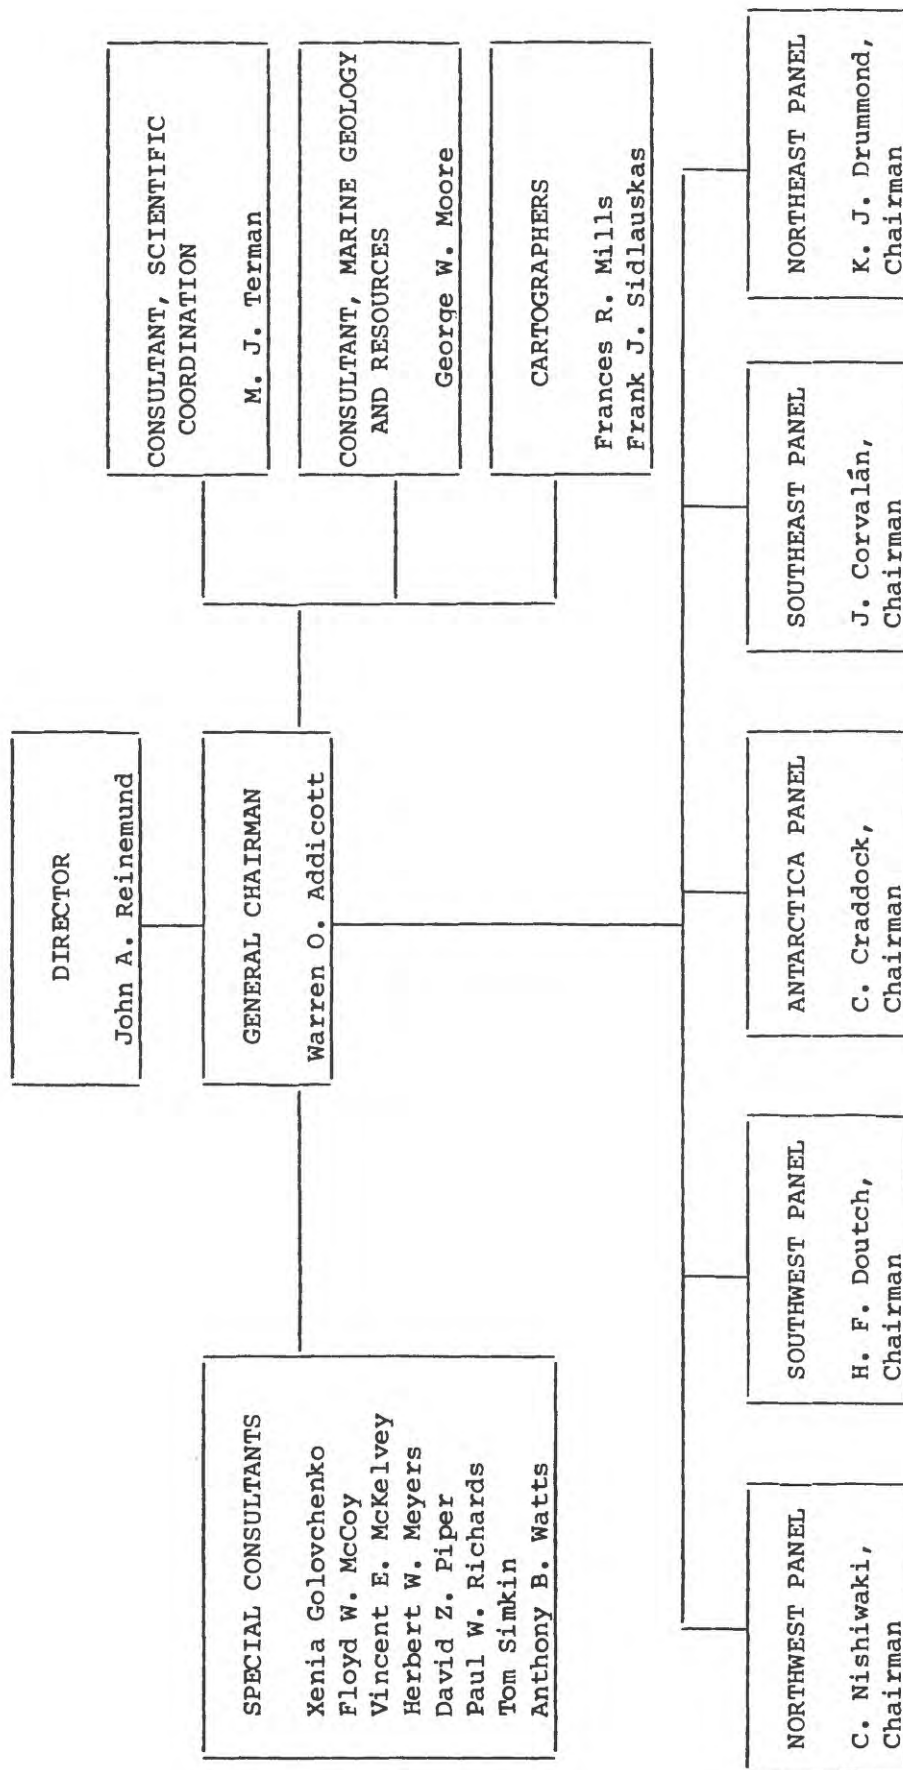 DIRECTOR
John A. Reinemund
GENERAL CHAIRMAN
Warren O. Addicott
SPECIAL CONSULTANTS
Xenia Golovchenko
Floyd W. McCoy
Vincent E. McKelvey
Herbert W. Meyers
David Z. Piper
Paul W. Richards
Tom Simkin
Anthony B. Watts
CONSULTANT, SCIENTIFIC
COORDINATION
M. J. Terman
CONSULTANT, MARINE GEOLOGY
AND RESOURCES
George W. Moore
CARTOGRAPHERS
Frances R. Mills
Frank J. Sidlauskas
NORTHWEST PANEL
C. Nishiwaki,
Chairman
SOUTHWEST PANEL
H. F. Doutch,
Chairman
ANTARCTICA PANEL
C. Craddock,
Chairman
SOUTHEAST PANEL
J. Corvalán,
Chairman
NORTHEAST PANEL
K. J. Drummond,
Chairman